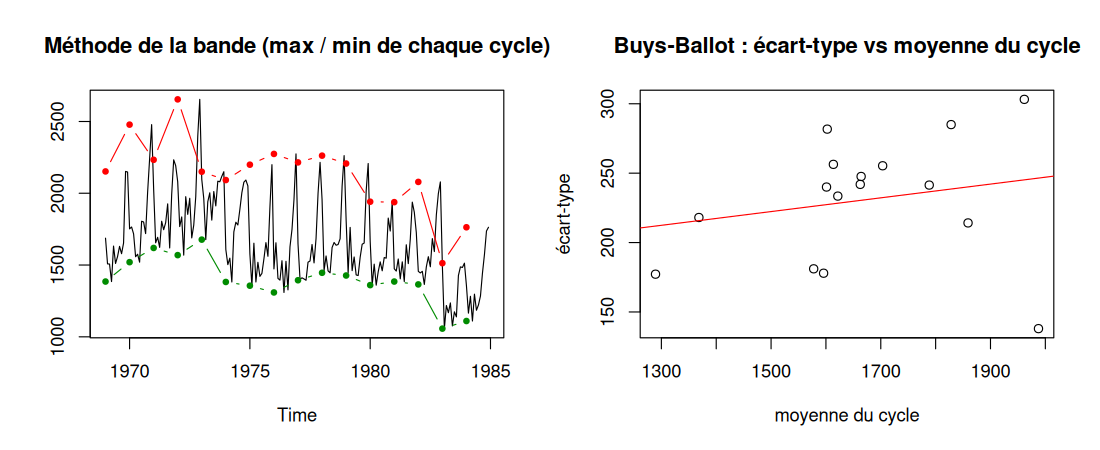 Méthode de la bande (max / min de chaque cycle)
2500
2000
1500
1000
1970 1975 1980 1985
Time
Buys-Ballot : écart-type vs moyenne du cycle
écart-type
300
250
200
150
1300 1500 1700 1900
moyenne du cycle